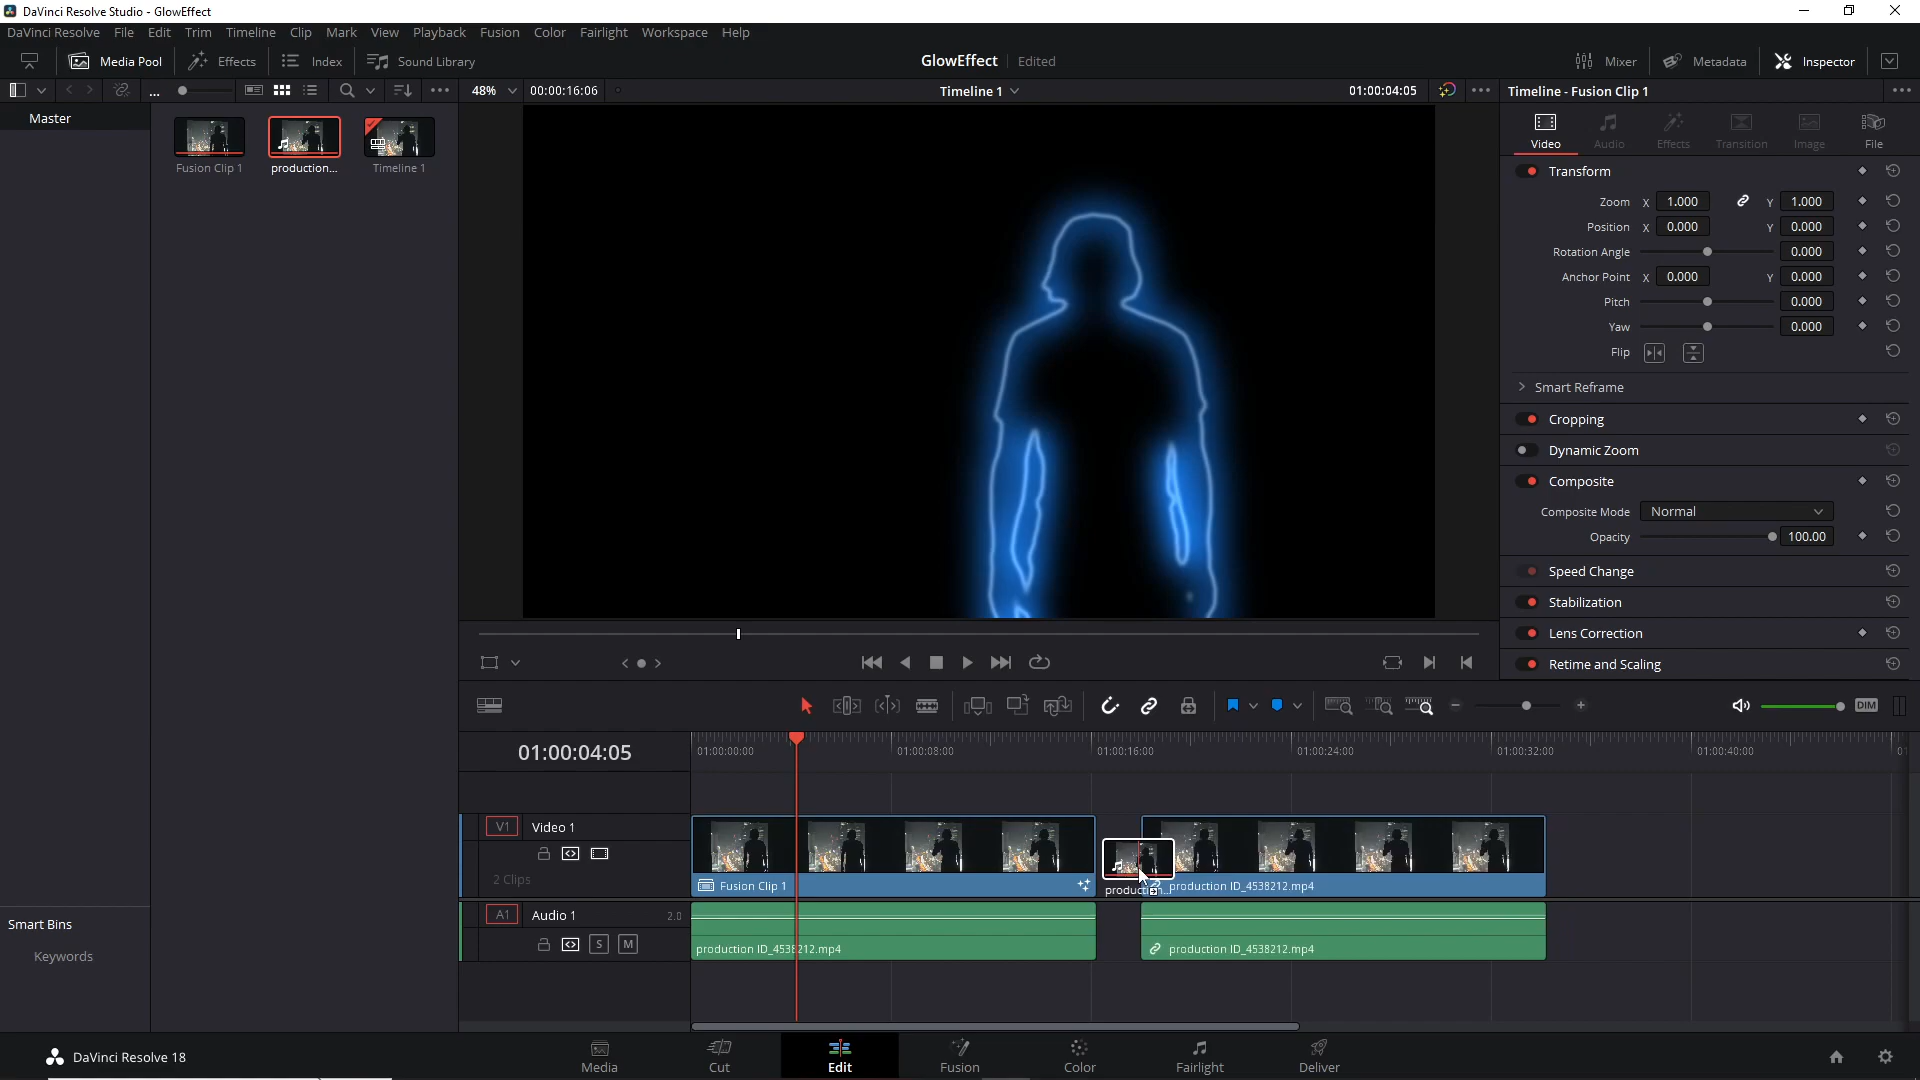 DaVinci Resolve Studio - GlowEffect
DaVinci Resolve File Edit Trim Timeline Clip Mark View Playback Fusion Color Fairlight Workspace Help
Media Pool Effects Index Sound Library GlowEffect Edited Mixer Metadata Inspector
... 48% 00:00:16:06 Timeline 1 01:00:04:05 Timeline - Fusion Clip 1
Master
Fusion Clip 1 production... Timeline 1
Video Audio Effects Transition Image File
Transform
Zoom X 1.000 Y 1.000
Position X 0.000 Y 0.000
Rotation Angle 0.000
Anchor Point X 0.000 Y 0.000
Pitch 0.000
Yaw 0.000
Flip
Smart Reframe
Cropping
Dynamic Zoom
Composite
Composite Mode Normal
Opacity 100.00
Speed Change
Stabilization
Lens Correction
Retime and Scaling
DIM
01:00:04:05 01:00:00:00 01:00:08:00 01:00:16:00 01:00:24:00 01:00:32:00 01:00:40:00
V1 Video 1
2 Clips
Fusion Clip 1 production ID_4538212.mp4
A1 Audio 1 2.0
S M
production ID_4538212.mp4 production ID_4538212.mp4
Smart Bins
Keywords
DaVinci Resolve 18
Media Cut Edit Fusion Color Fairlight Deliver